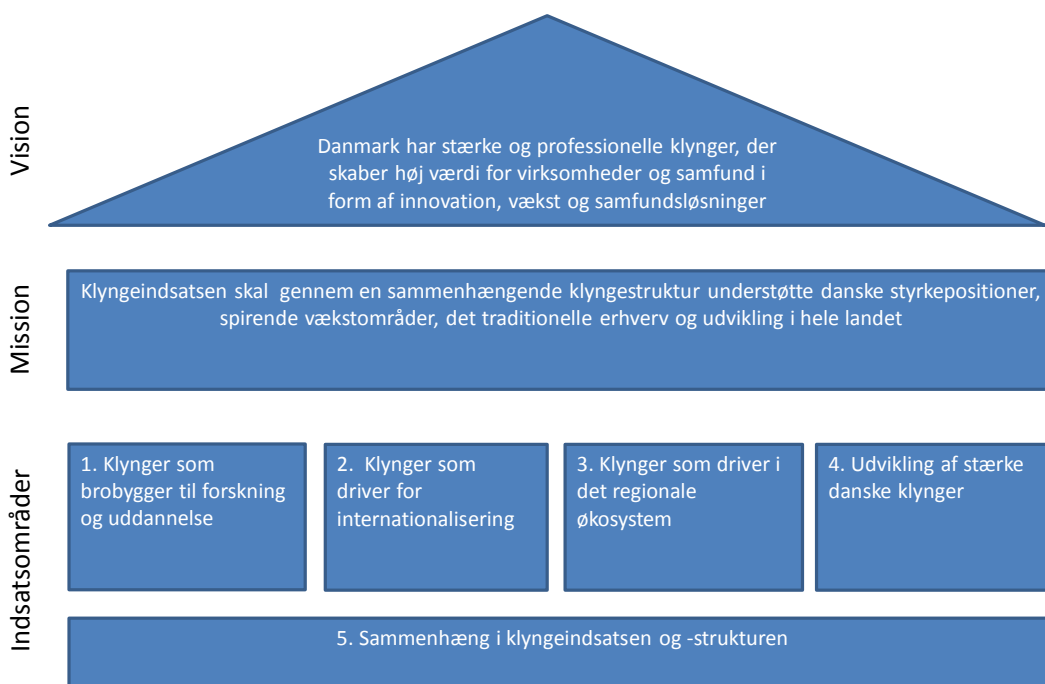 Vision
Danmark har stærke og professionelle klynger, der
skaber høj værdi for virksomheder og samfund i
form af innovation, vækst og samfundsløsninger
Mission
Klyngeindsatsen skal gennem en sammenhængende klyngestruktur understøtte danske styrkepositioner,
spirende vækstområder, det traditionelle erhverv og udvikling i hele landet
Indsatsområder
1. Klynger som
brobygger til forskning
og uddannelse
2. Klynger som
driver for
internationalisering
3. Klynger som driver i
det regionale
økosystem
4. Udvikling af stærke
danske klynger
5. Sammenhæng i klyngeindsatsen og -strukturen